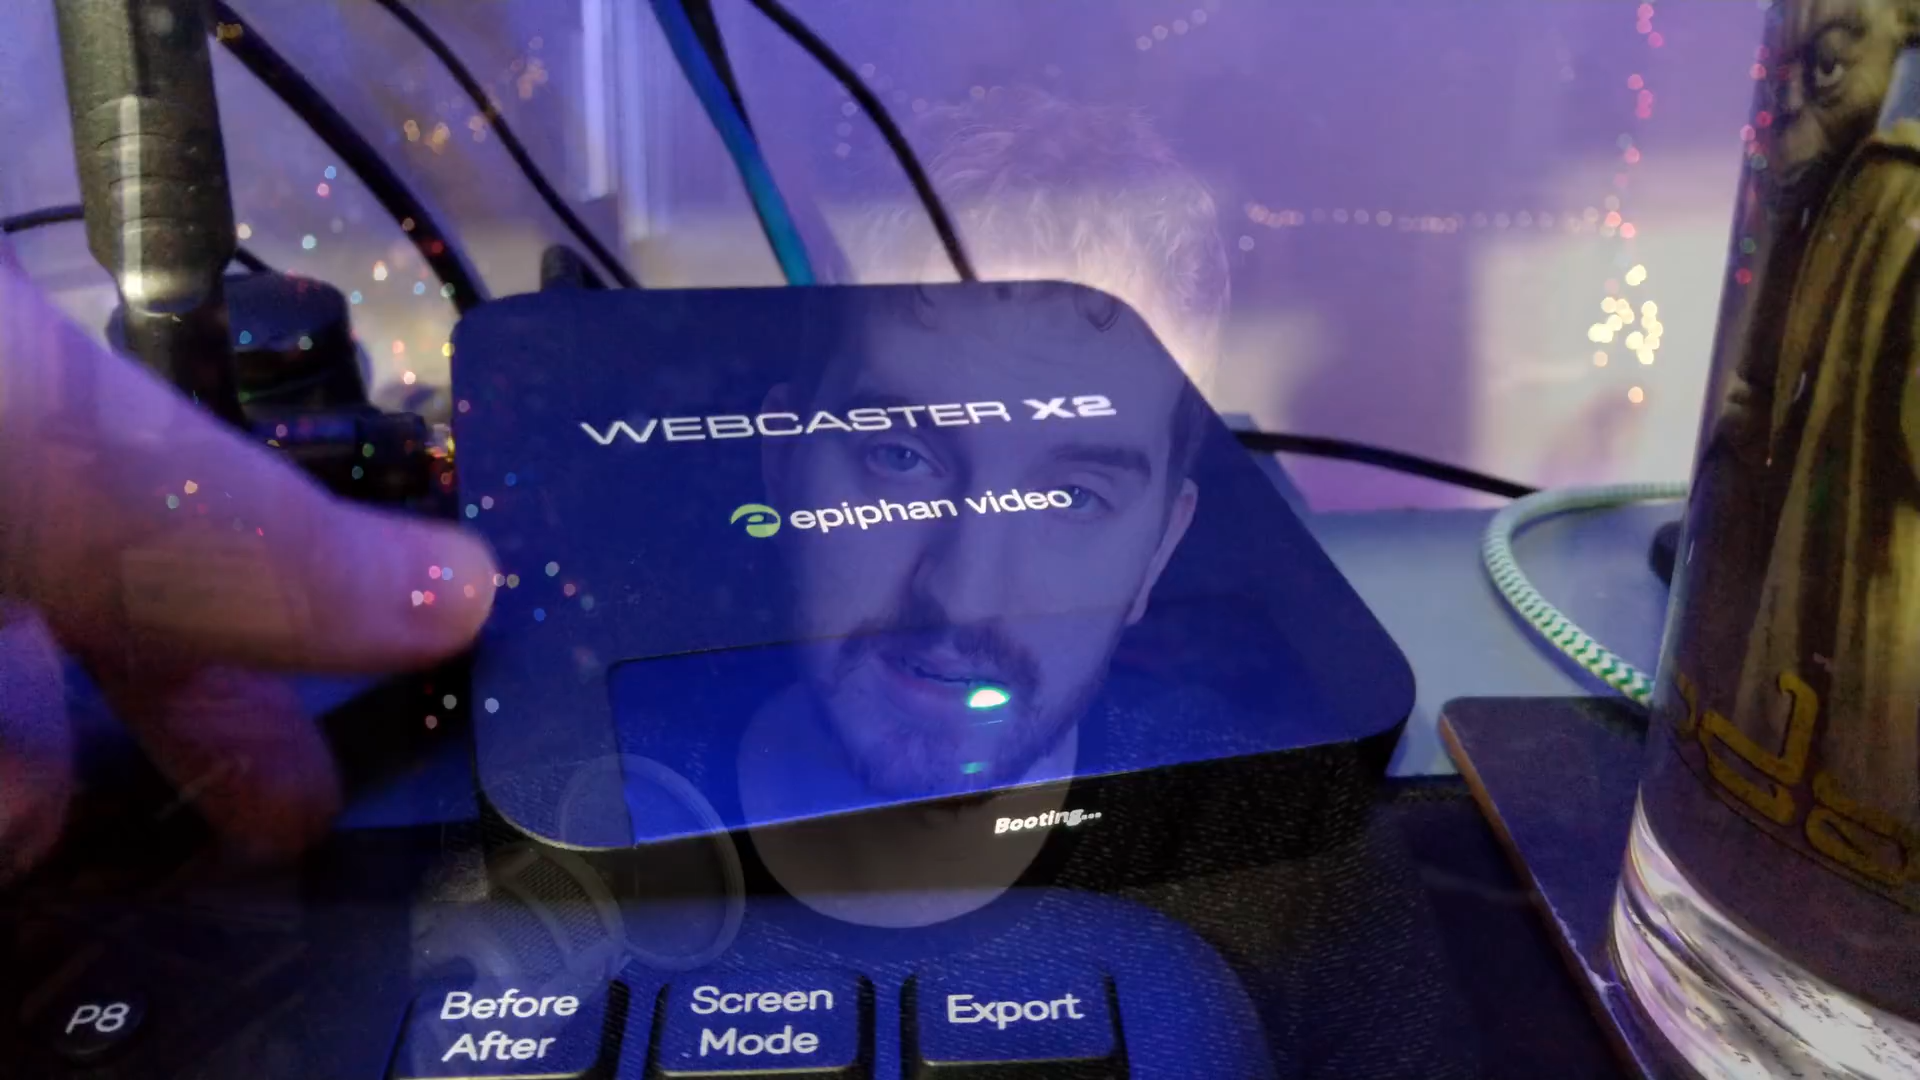 WEBCASTER X2
epiphan video
Booting...
P8
Before
After
Screen
Mode
Export